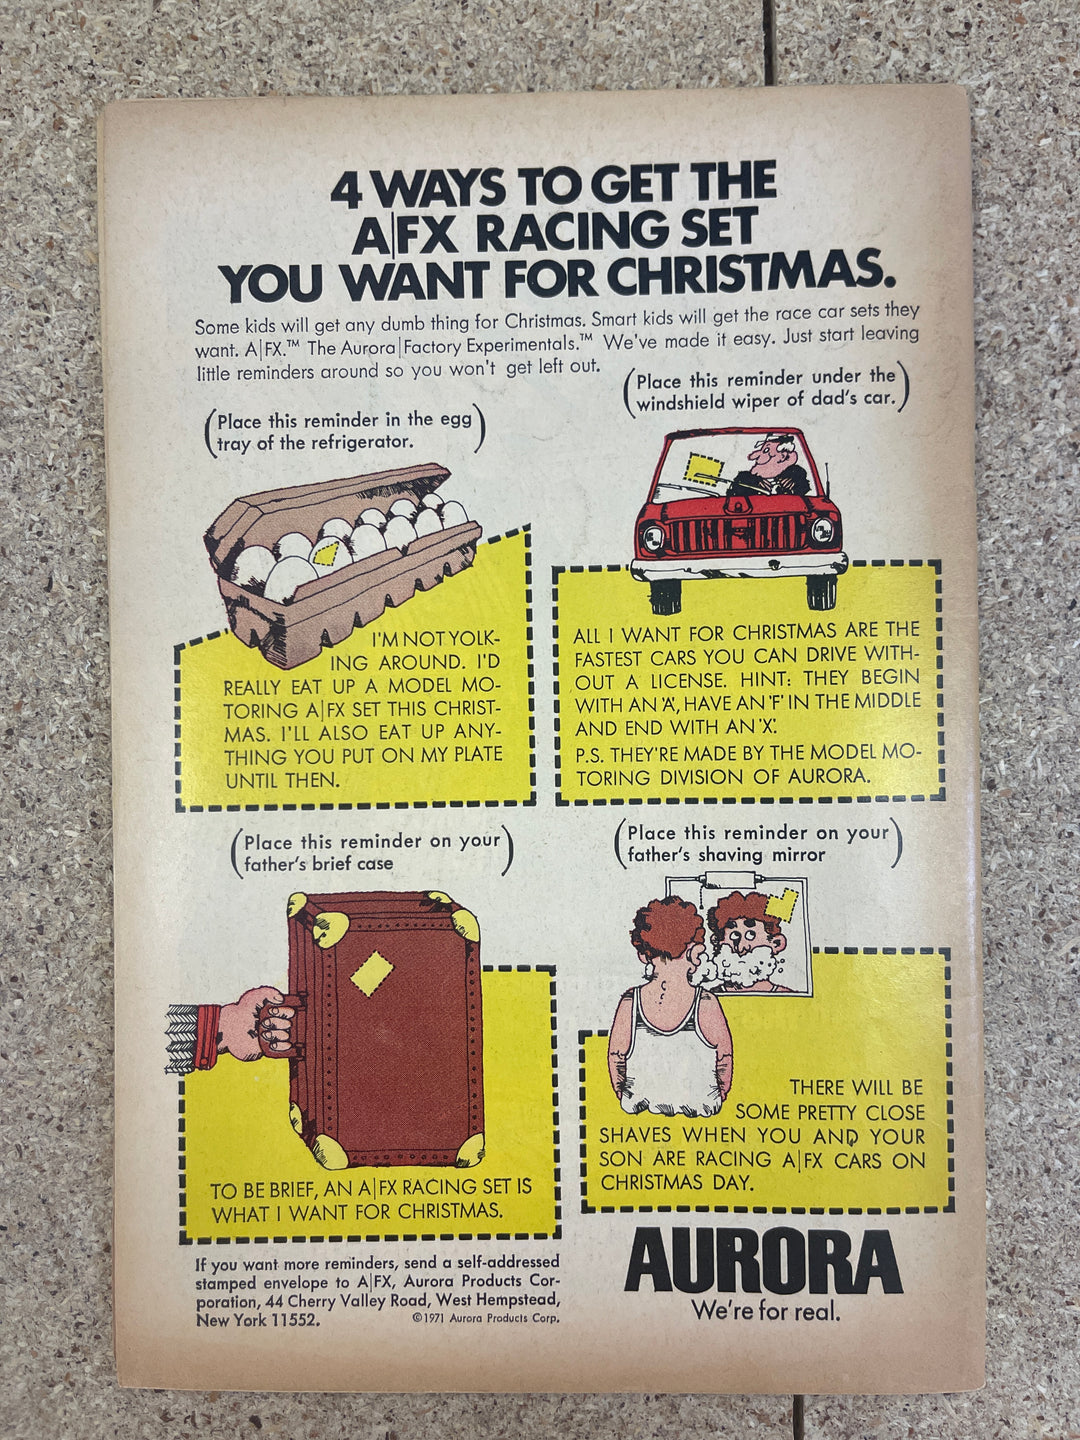 4 WAYS TO GET THE
A|FX RACING SET
YOU WANT FOR CHRISTMAS.
Some kids will get any dumb thing for Christmas. Smart kids will get the race car sets they
want. A|FX.™ The Aurora|Factory Experimentals.™ We've made it easy. Just start leaving
little reminders around so you won't get left out.
(Place this reminder in the egg
tray of the refrigerator.)
(Place this reminder under the
windshield wiper of dad's car.)
I'M NOT YOLK-
ING AROUND. I'D
REALLY EAT UP A MODEL MO-
TORING A|FX SET THIS CHRIST-
MAS. I'LL ALSO EAT UP ANY-
THING YOU PUT ON MY PLATE
UNTIL THEN.
ALL I WANT FOR CHRISTMAS ARE THE
FASTEST CARS YOU CAN DRIVE WITH-
OUT A LICENSE. HINT: THEY BEGIN
WITH AN 'A', HAVE AN 'F' IN THE MIDDLE
AND END WITH AN 'X'.
P.S. THEY'RE MADE BY THE MODEL MO-
TORING DIVISION OF AURORA.
(Place this reminder on your
father's brief case)
(Place this reminder on your
father's shaving mirror)
TO BE BRIEF, AN A|FX RACING SET IS
WHAT I WANT FOR CHRISTMAS.
THERE WILL BE
SOME PRETTY CLOSE
SHAVES WHEN YOU AND YOUR
SON ARE RACING A|FX CARS ON
CHRISTMAS DAY.
If you want more reminders, send a self-addressed
stamped envelope to A|FX, Aurora Products Cor-
poration, 44 Cherry Valley Road, West Hempstead,
New York 11552.
©1971 Aurora Products Corp.
AURORA
We're for real.